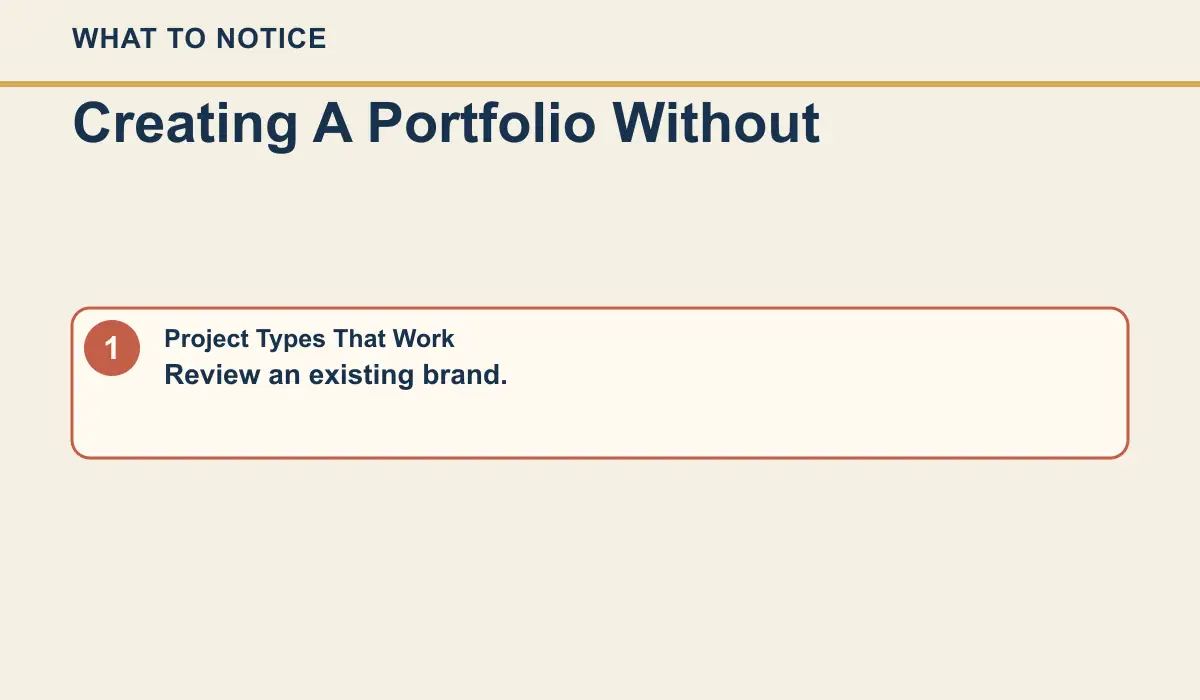 WHAT TO NOTICE
Creating A Portfolio Without
1
Project Types That Work
Review an existing brand.